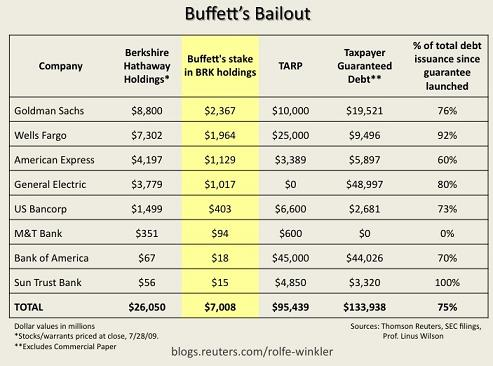 Buffett's Bailout
Company Berkshire Hathaway Holdings* Buffett's stake in BRK holdings TARP Taxpayer Guaranteed Debt** % of total debt issuance since guarantee launched
Goldman Sachs $8,800 $2,367 $10,000 $19,521 76%
Wells Fargo $7,302 $1,964 $25,000 $9,496 92%
American Express $4,197 $1,129 $3,389 $5,897 60%
General Electric $3,779 $1,017 $0 $48,997 80%
US Bancorp $1,499 $403 $6,600 $2,681 73%
M&T Bank $351 $94 $600 $0 0%
Bank of America $67 $18 $45,000 $44,026 70%
Sun Trust Bank $56 $15 $4,850 $3,320 100%
TOTAL $26,050 $7,008 $95,439 $133,938 75%
Dollar values in millions
*Stocks/warrants priced at close, 7/28/09.
**Excludes Commercial Paper
Sources: Thomson Reuters, SEC filings,
Prof. Linus Wilson
blogs.reuters.com/rolfe-winkler